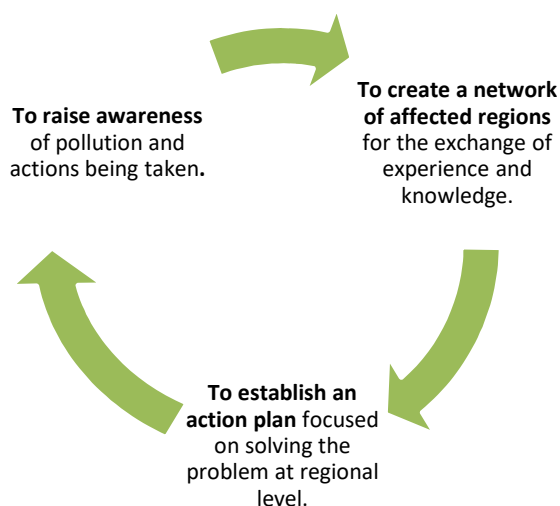 To raise awareness
of pollution and
actions being taken.
To create a network
of affected regions
for the exchange of
experience and
knowledge.
To establish an
action plan focused
on solving the
problem at regional
level.